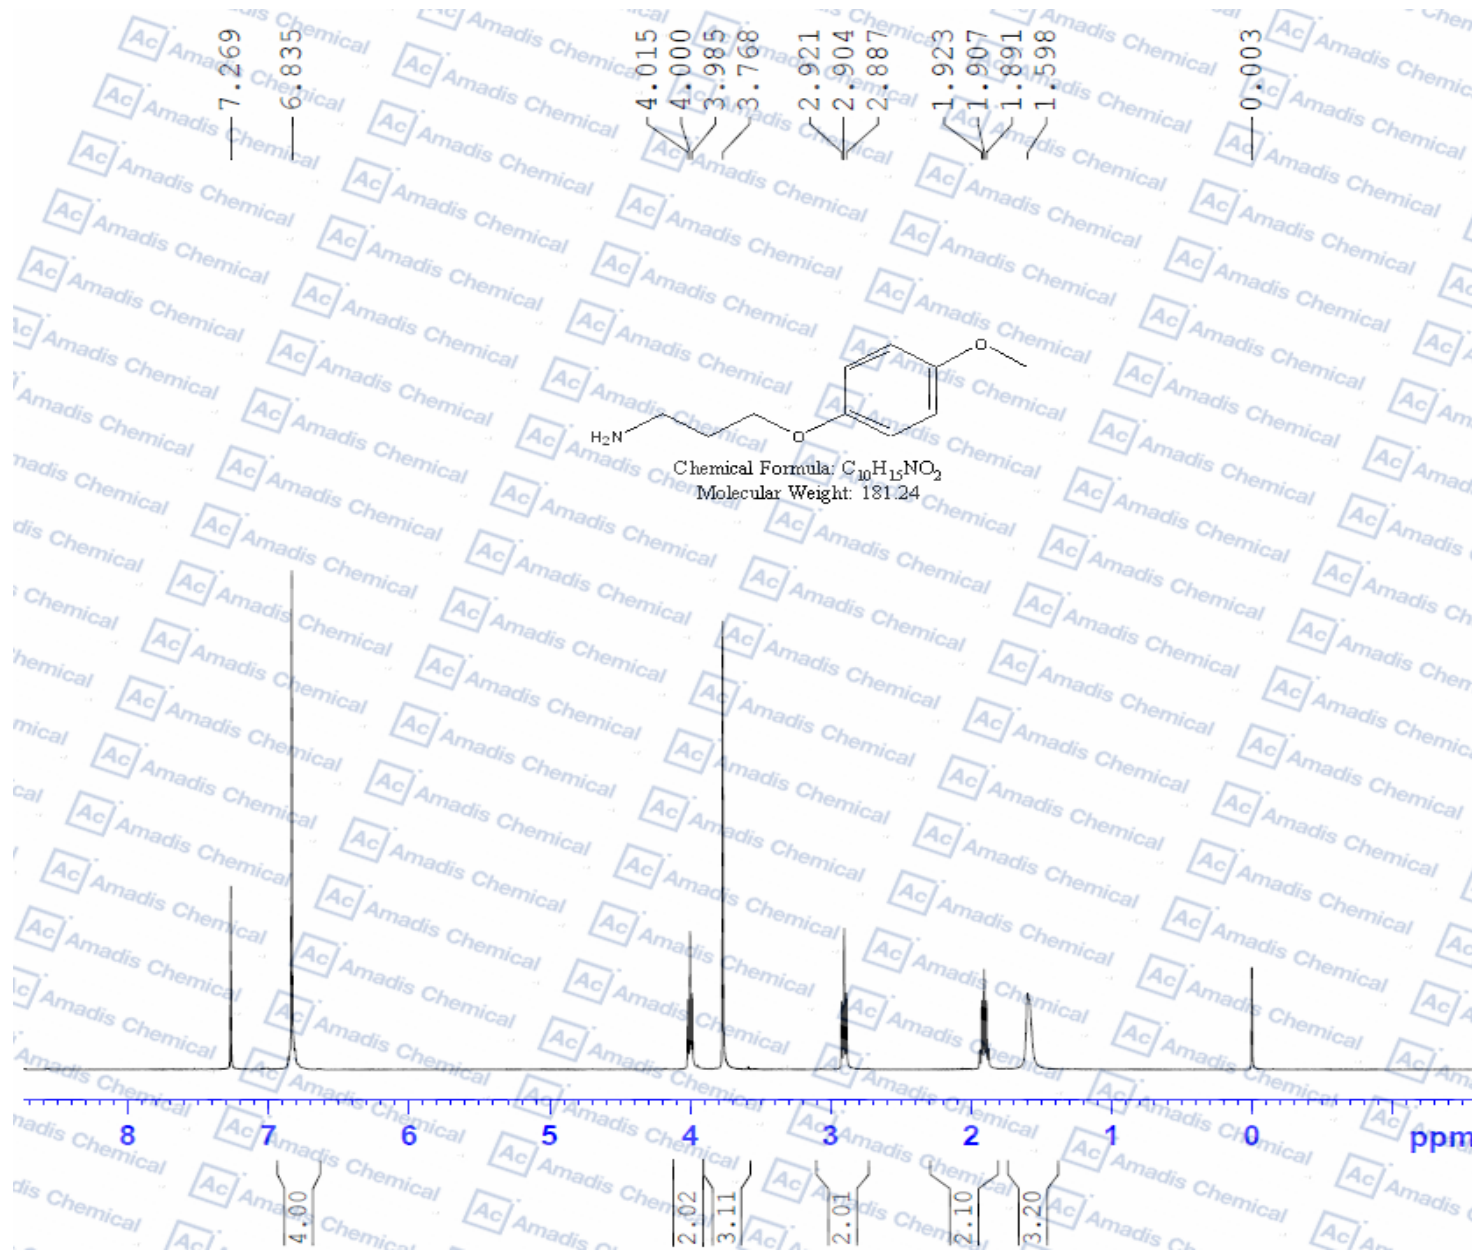 7.269
6.835
4.015
4.000
3.985
3.768
2.921
2.904
2.887
1.923
1.907
1.891
1.598
0.003
O
H₂N
O
Chemical Formula: C₁₀H₁₅NO₂
Molecular Weight: 181.24
8 7 6 5 4 3 2 1 0 ppm
4.00
2.02
3.11
2.01
2.10
3.20
Ac Amadis Chemical